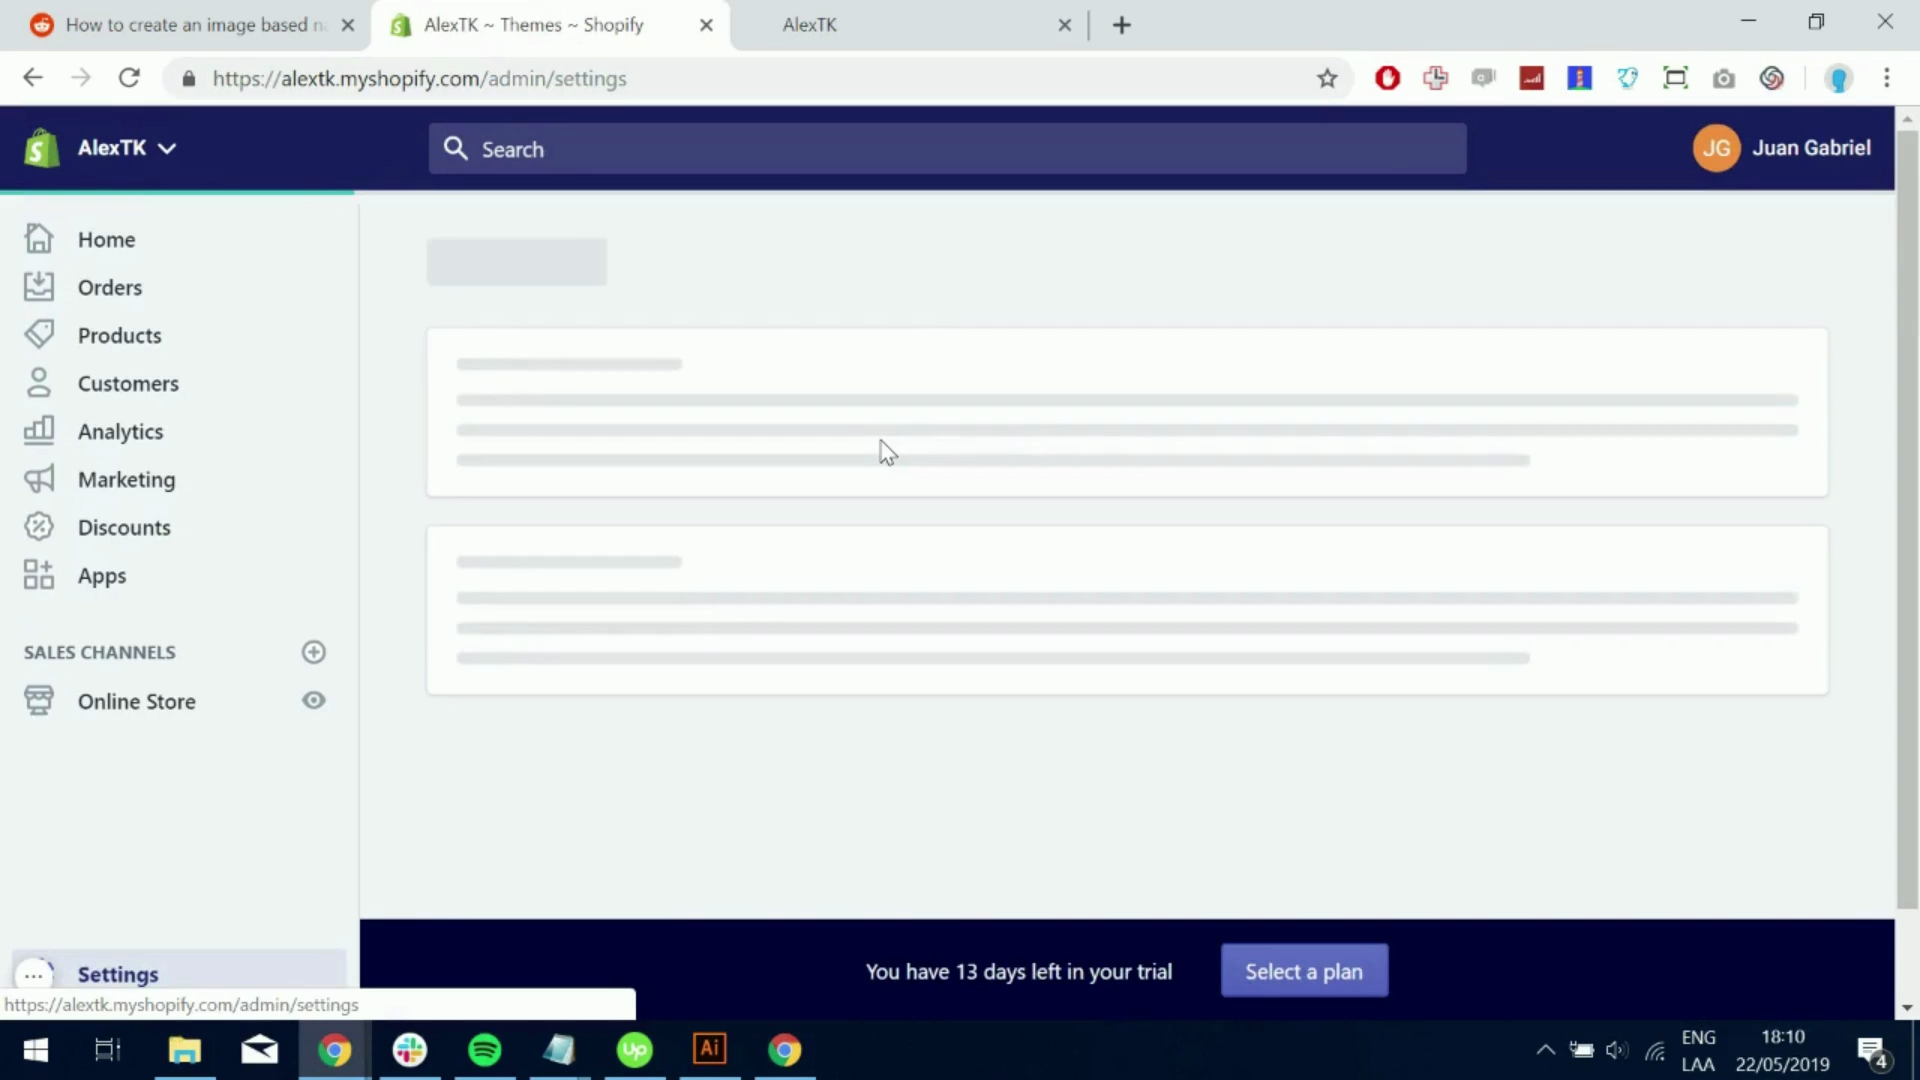 How to create an image based n
AlexTK ~ Themes ~ Shopify
AlexTK
https://alextk.myshopify.com/admin/settings
AlexTK
Search
JG
Juan Gabriel
Home
Orders
Products
Customers
Analytics
Marketing
Discounts
Apps
SALES CHANNELS
Online Store
Settings
You have 13 days left in your trial
Select a plan
https://alextk.myshopify.com/admin/settings
Up
Ai
ENG
LAA
18:10
22/05/2019
4